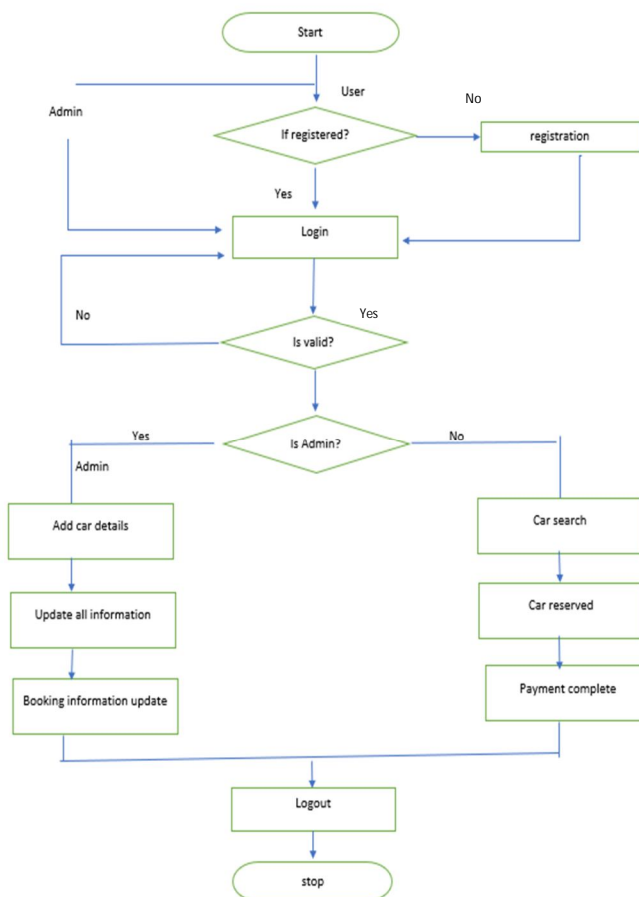 Start
User
No
Admin
If registered?
registration
Yes
Login
No
Yes
Is valid?
Yes
Is Admin?
No
Admin
Add car details
Car search
Update all information
Car reserved
Booking information update
Payment complete
Logout
stop